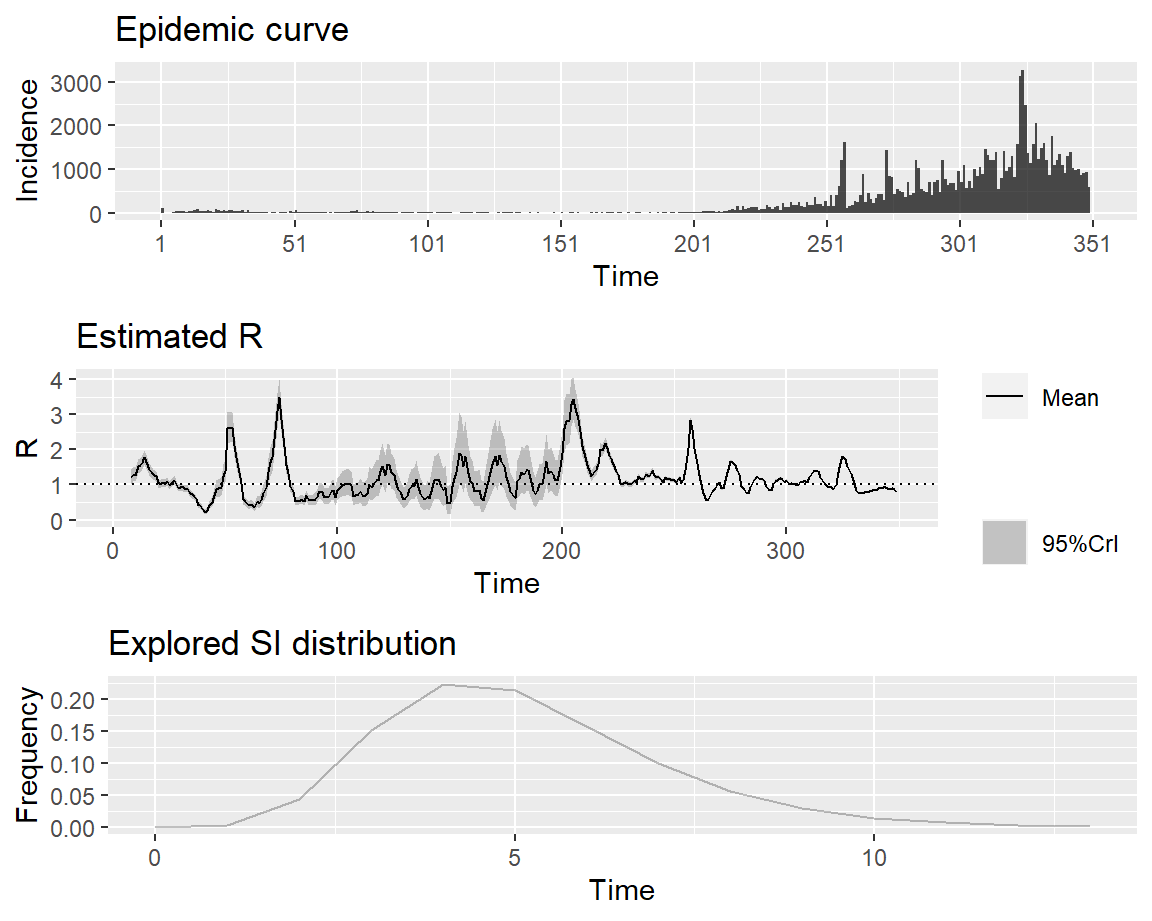 Epidemic curve
Incidence
3000
2000
1000
0
1 51 101 151 201 251 301 351
Time
Estimated R
R
4
3
2
1
0
0 100 200 300
Time
Mean
95%CrI
Explored SI distribution
Frequency
0.20
0.15
0.10
0.05
0.00
0 5 10
Time